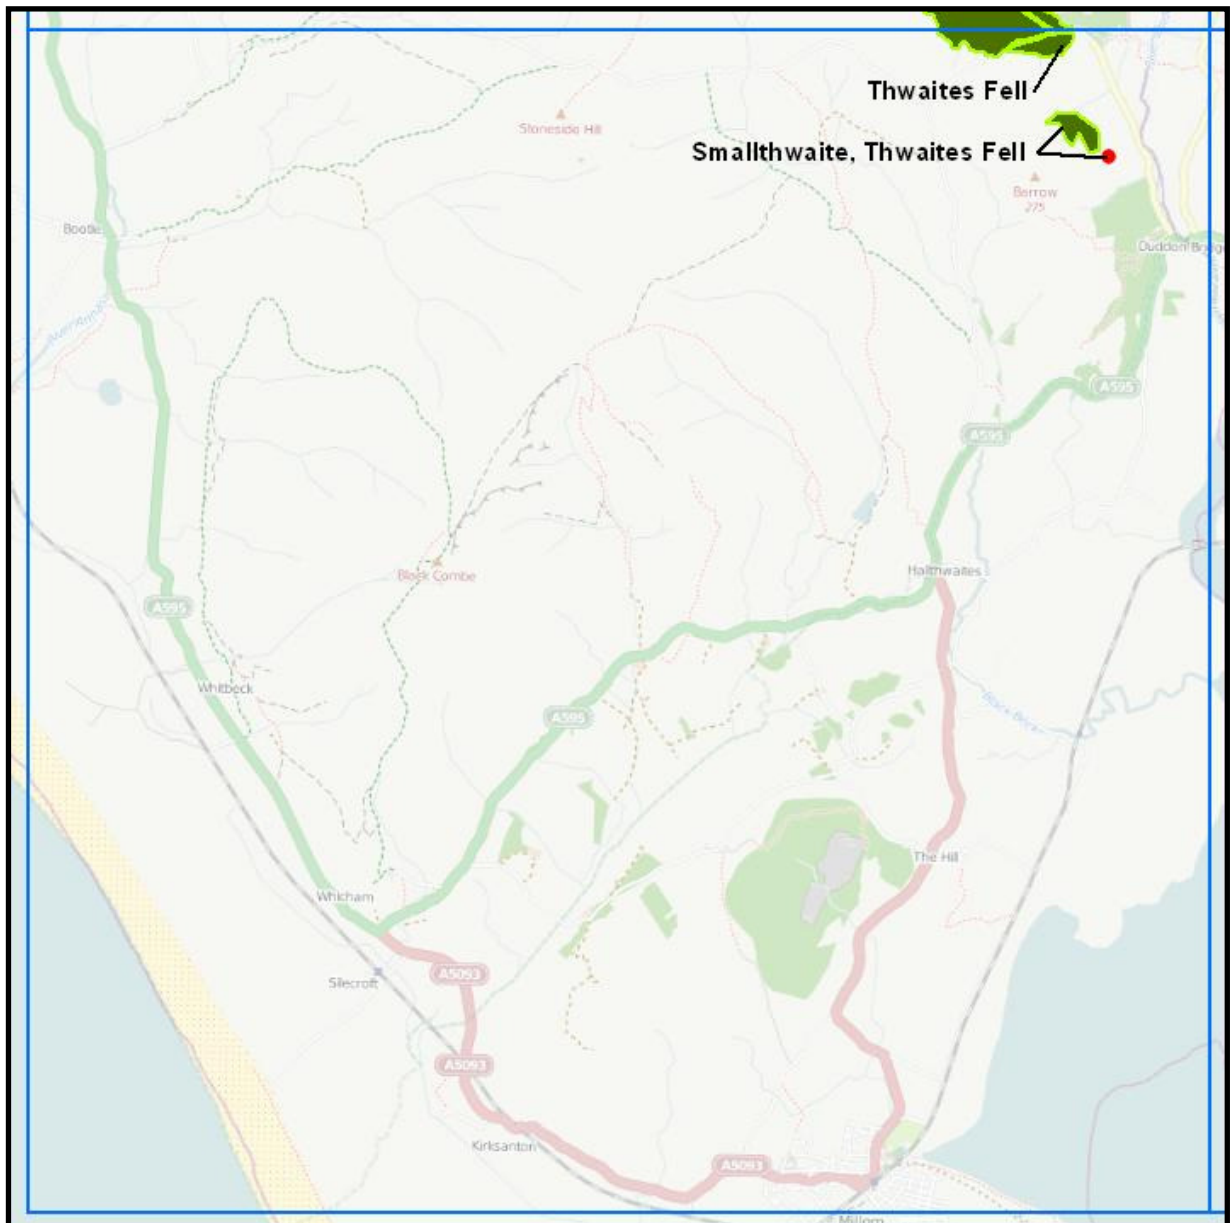 Thwaites Fell
Stoneside Hill
Smallthwaite, Thwaites Fell
Barrow
275
Bootle
Duddon Bridge
A595
A595
Hallthwaites
Black Combe
A595
Whitbeck
A595
The Hill
Whicham
A5093
Silecroft
A5093
Kirksanton
A5093
Millom